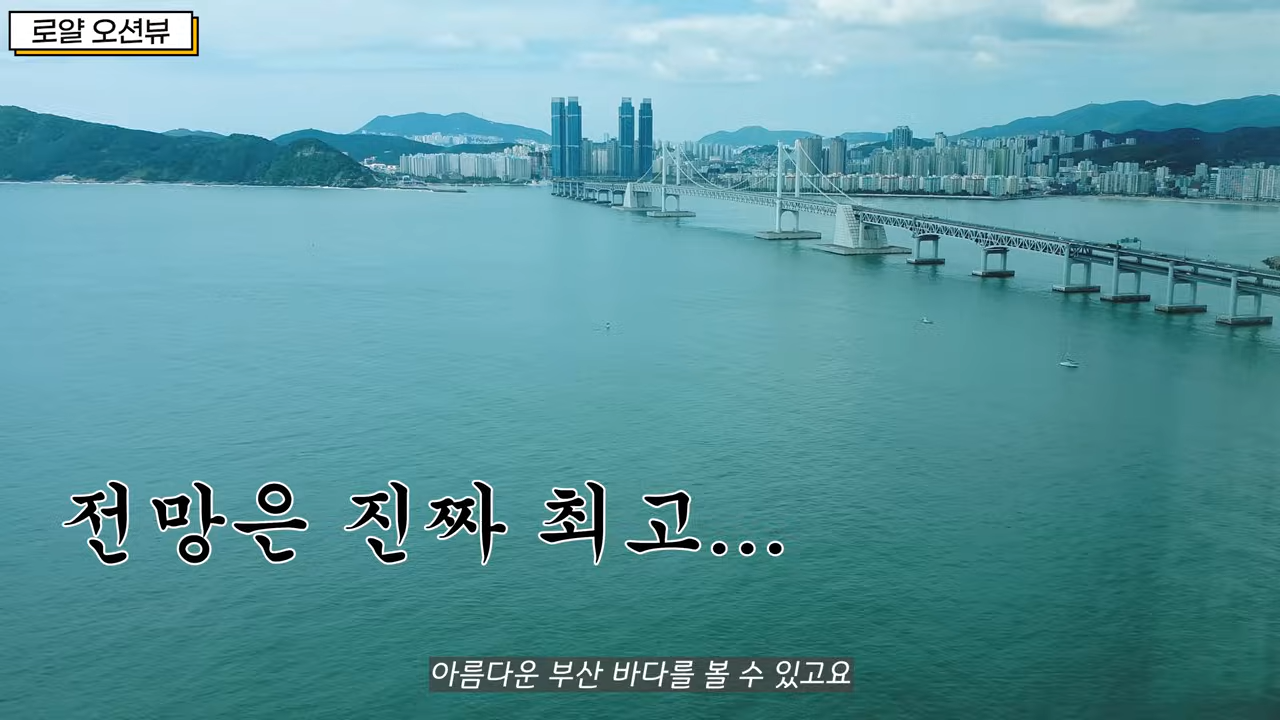 로얄 오션뷰
전망은 진짜 최고...
아름다운 부산 바다를 볼 수 있고요